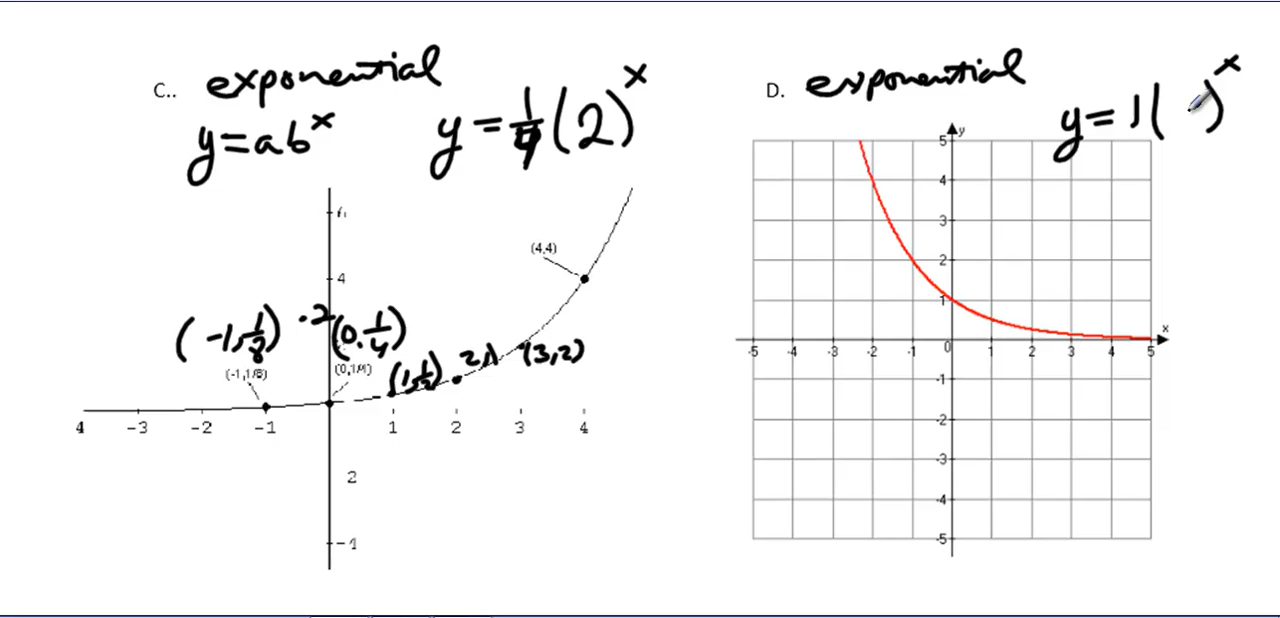 C.. exponential
y=ab^x y=1/4(2)^x
6
(4,4)
4
(-1,1/8) ·2 (0,1/4)
(-1,1/8) (0,1/4) (1,1/2) 2,1 (3,2)
4 -3 -2 -1 1 2 3 4
2
-4
D. exponential
y=1( )^x
y
5
4
3
2
1
x
-5 -4 -3 -2 -1 0 1 2 3 4 5
-1
-2
-3
-4
-5